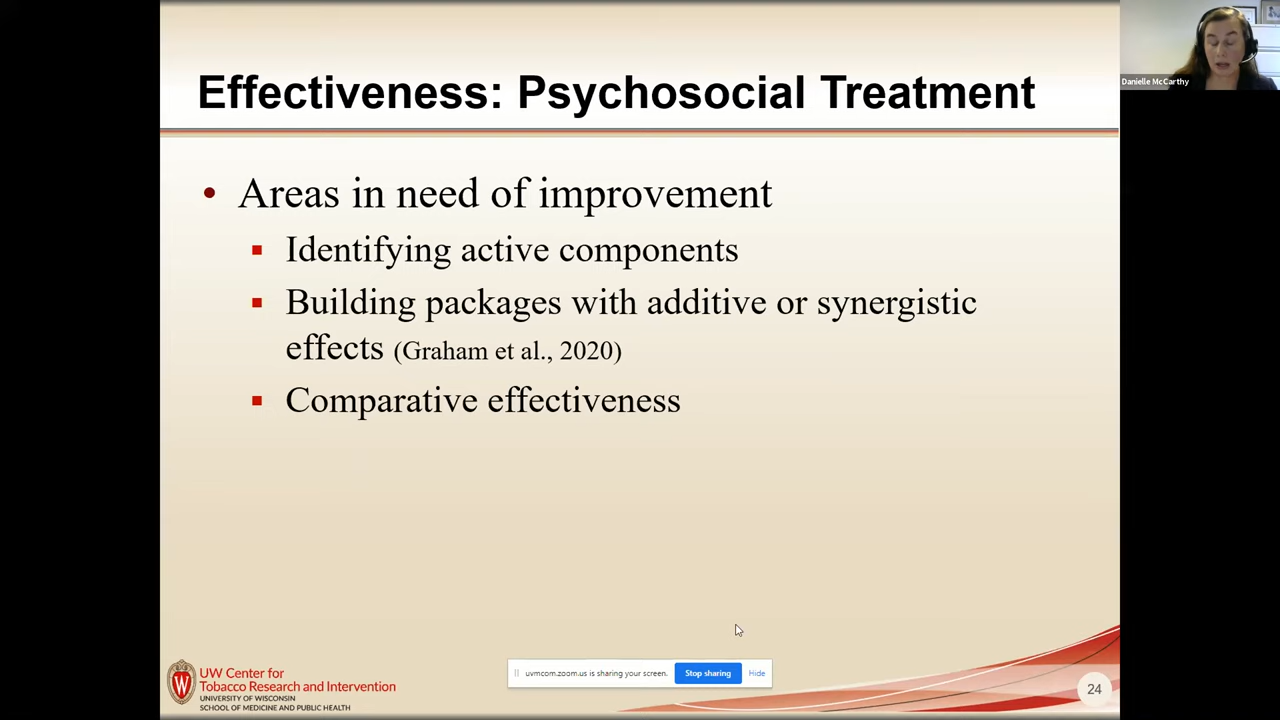 Effectiveness: Psychosocial Treatment
Danielle McCarthy
• Areas in need of improvement
▪ Identifying active components
▪ Building packages with additive or synergistic
effects (Graham et al., 2020)
▪ Comparative effectiveness
UW Center for
Tobacco Research and Intervention
UNIVERSITY OF WISCONSIN
SCHOOL OF MEDICINE AND PUBLIC HEALTH
uvmcom.zoom.us is sharing your screen. Stop sharing Hide
24